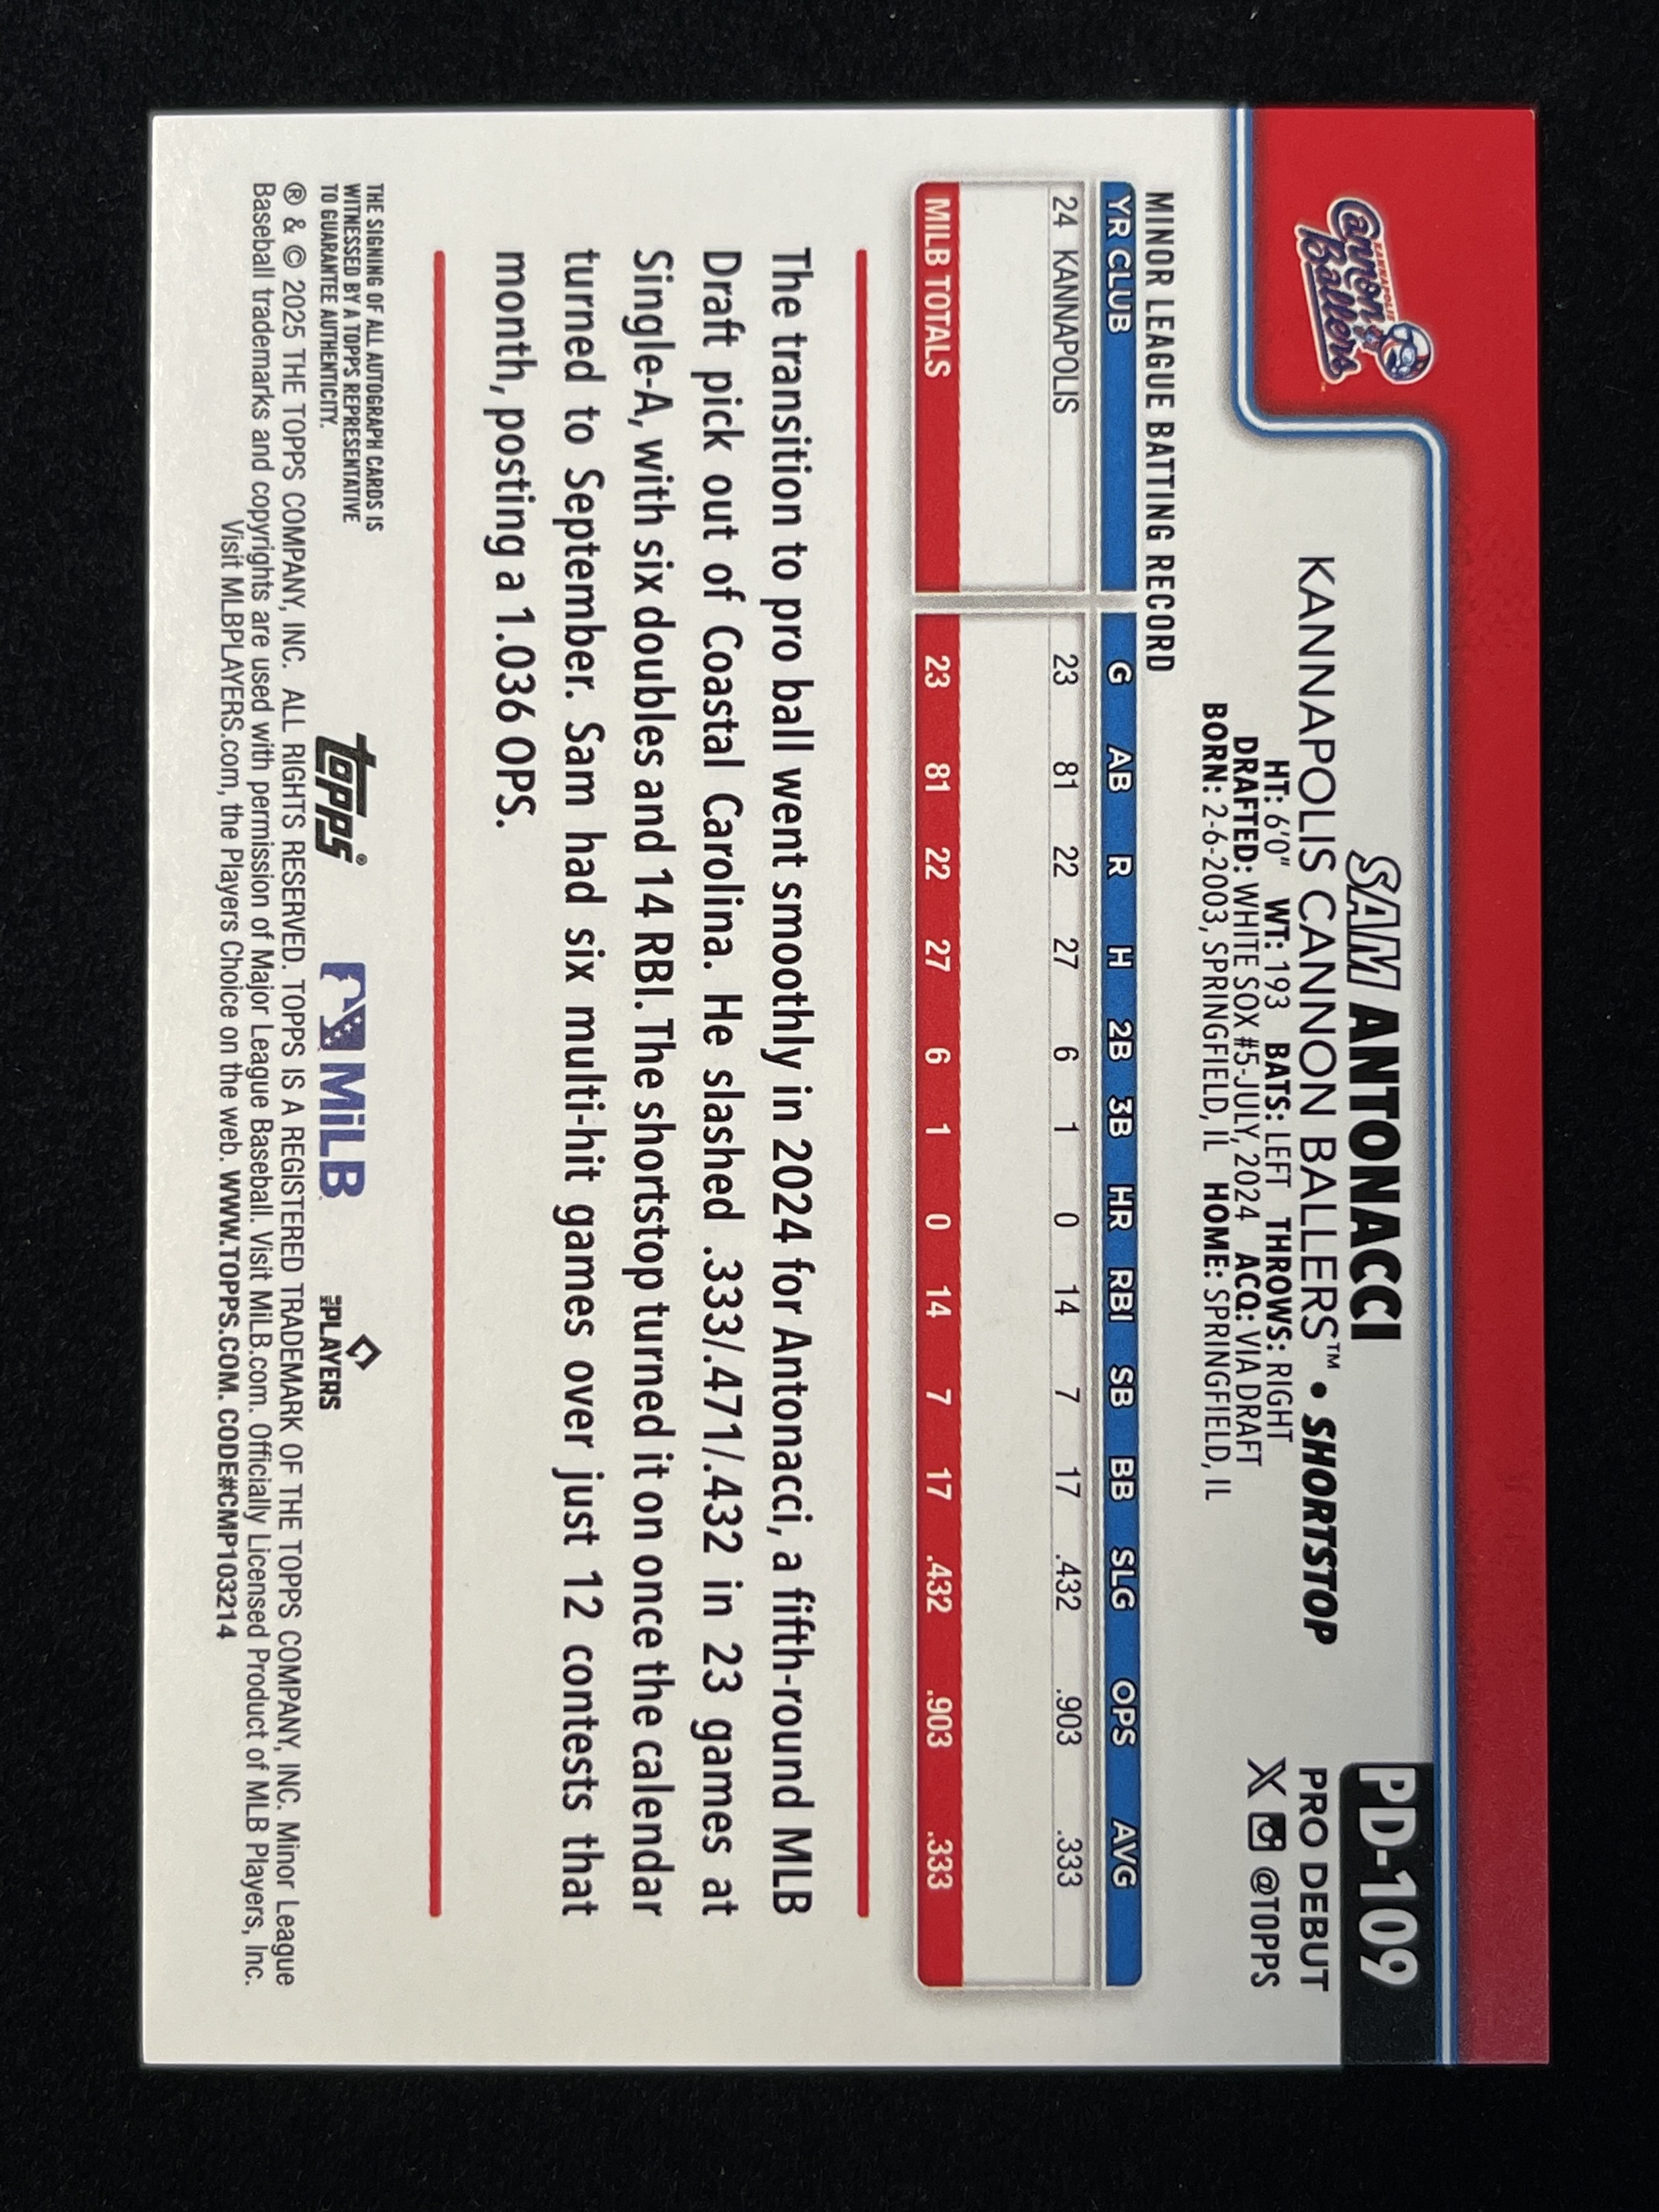 KANNAPOLIS
Cannon
Ballers
SAM ANTONACCI
PD-109
KANNAPOLIS CANNON BALLERS™ • SHORTSTOP
PRO DEBUT
HT: 6'0" WT: 193 BATS: LEFT THROWS: RIGHT
X @TOPPS
DRAFTED: WHITE SOX #5-JULY, 2024 ACQ: VIA DRAFT
BORN: 2-6-2003, SPRINGFIELD, IL HOME: SPRINGFIELD, IL
MINOR LEAGUE BATTING RECORD
YR CLUB G AB R H 2B 3B HR RBI SB BB SLG OPS AVG
24 KANNAPOLIS 23 81 22 27 6 1 0 14 7 17 .432 .903 .333
MILB TOTALS 23 81 22 27 6 1 0 14 7 17 .432 .903 .333
The transition to pro ball went smoothly in 2024 for Antonacci, a fifth-round MLB
Draft pick out of Coastal Carolina. He slashed .333/.471/.432 in 23 games at
Single-A, with six doubles and 14 RBI. The shortstop turned it on once the calendar
turned to September. Sam had six multi-hit games over just 12 contests that
month, posting a 1.036 OPS.
THE SIGNING OF ALL AUTOGRAPH CARDS IS
WITNESSED BY A TOPPS REPRESENTATIVE
TO GUARANTEE AUTHENTICITY.
topps®
MiLB
PLAYERS
® & © 2025 THE TOPPS COMPANY, INC. ALL RIGHTS RESERVED. TOPPS IS A REGISTERED TRADEMARK OF THE TOPPS COMPANY, INC. Minor League
Baseball trademarks and copyrights are used with permission of Major League Baseball. Visit MiLB.com. Officially Licensed Product of MLB Players, Inc.
Visit MLBPLAYERS.com, the Players Choice on the web. WWW.TOPPS.COM. CODE#CMP103214